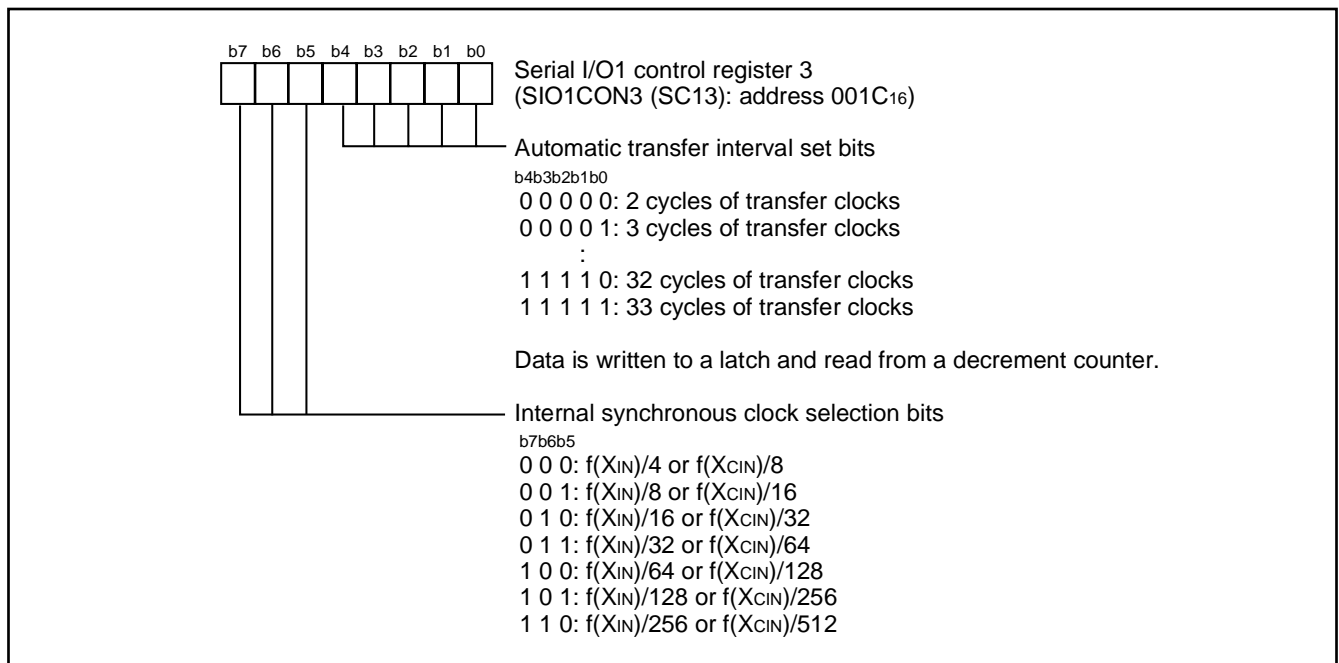 b7 b6 b5 b4 b3 b2 b1 b0
Serial I/O1 control register 3
(SIO1CON3 (SC13): address 001C16)
Automatic transfer interval set bits
b4b3b2b1b0
0 0 0 0 0: 2 cycles of transfer clocks
0 0 0 0 1: 3 cycles of transfer clocks
:
1 1 1 1 0: 32 cycles of transfer clocks
1 1 1 1 1: 33 cycles of transfer clocks
Data is written to a latch and read from a decrement counter.
Internal synchronous clock selection bits
b7b6b5
0 0 0: f(XIN)/4 or f(XCIN)/8
0 0 1: f(XIN)/8 or f(XCIN)/16
0 1 0: f(XIN)/16 or f(XCIN)/32
0 1 1: f(XIN)/32 or f(XCIN)/64
1 0 0: f(XIN)/64 or f(XCIN)/128
1 0 1: f(XIN)/128 or f(XCIN)/256
1 1 0: f(XIN)/256 or f(XCIN)/512